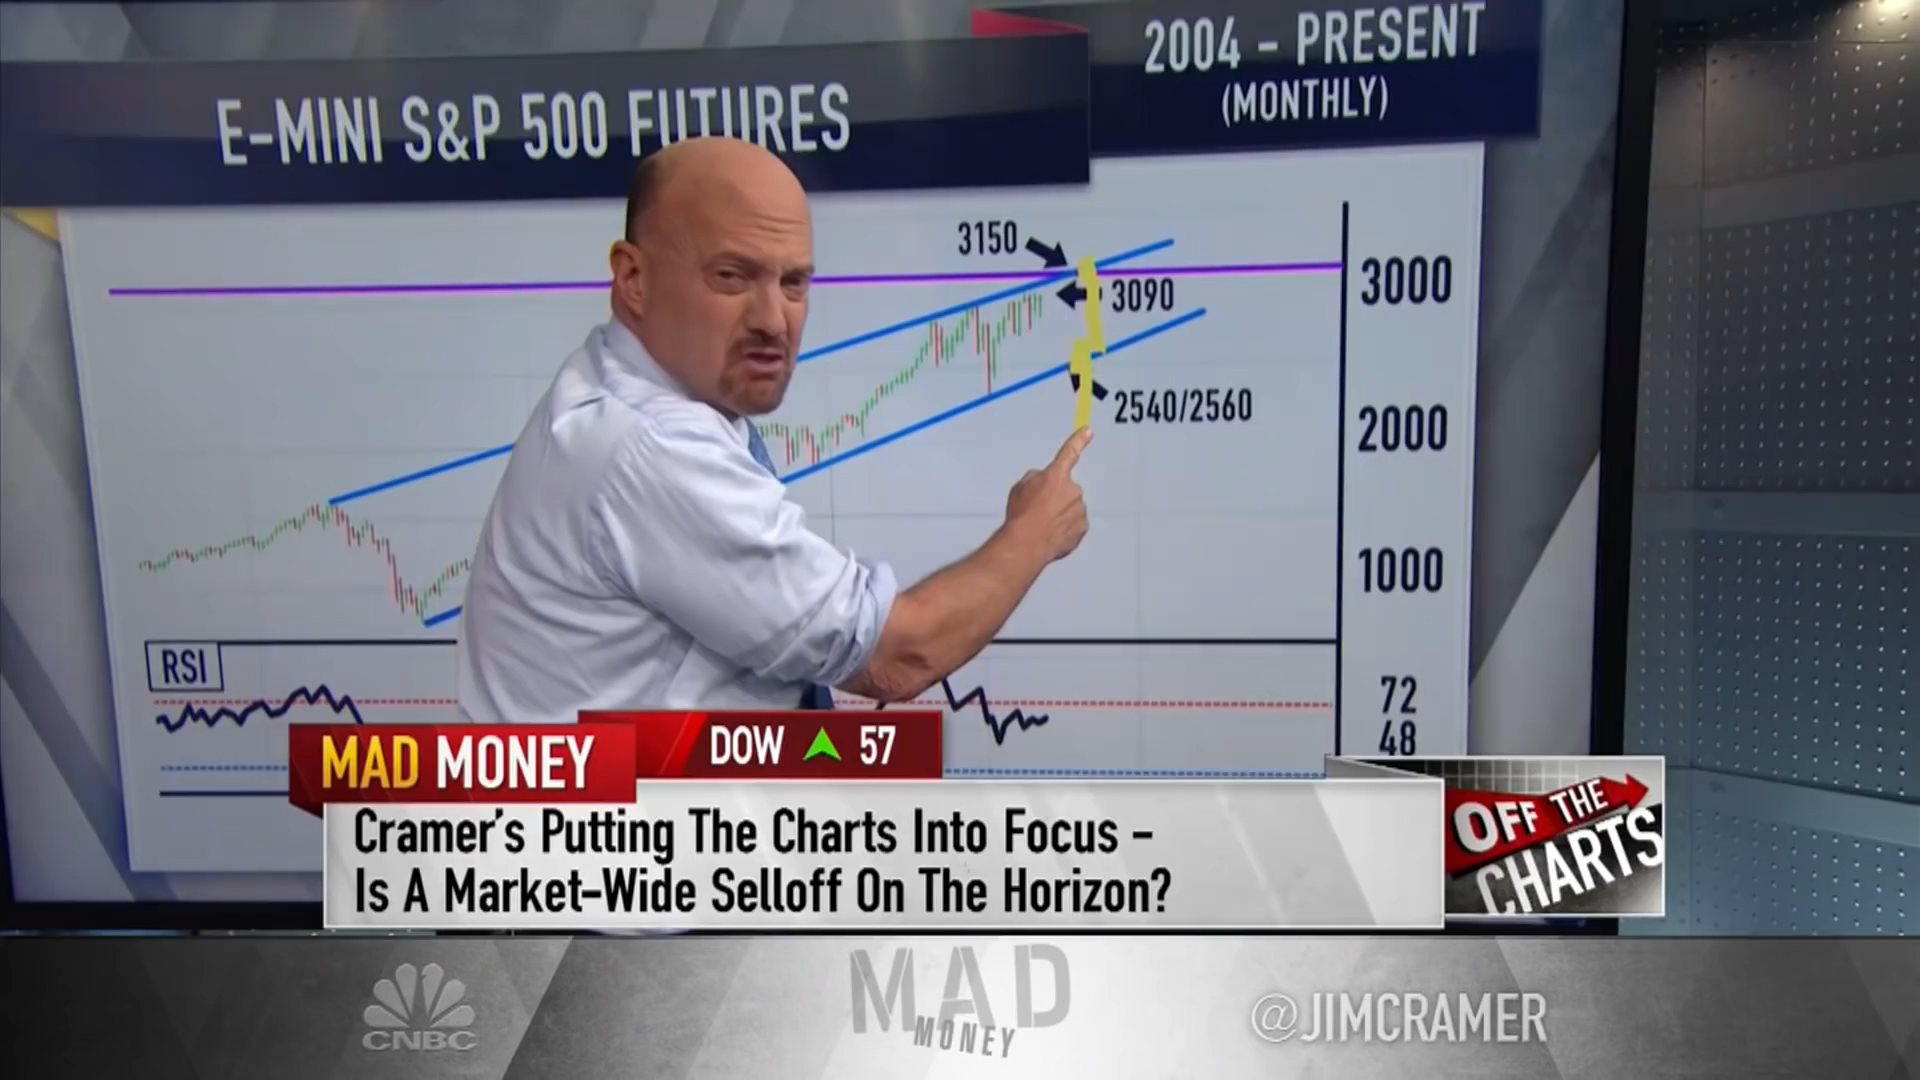 E-MINI S&P 500 FUTURES
2004 - PRESENT
(MONTHLY)
3150
3090
2540/2560
3000
2000
1000
RSI
72
48
MAD MONEY
DOW 57
Cramer's Putting The Charts Into Focus -
Is A Market-Wide Selloff On The Horizon?
OFF THE
CHARTS
CNBC
MAD
MONEY
@JIMCRAMER